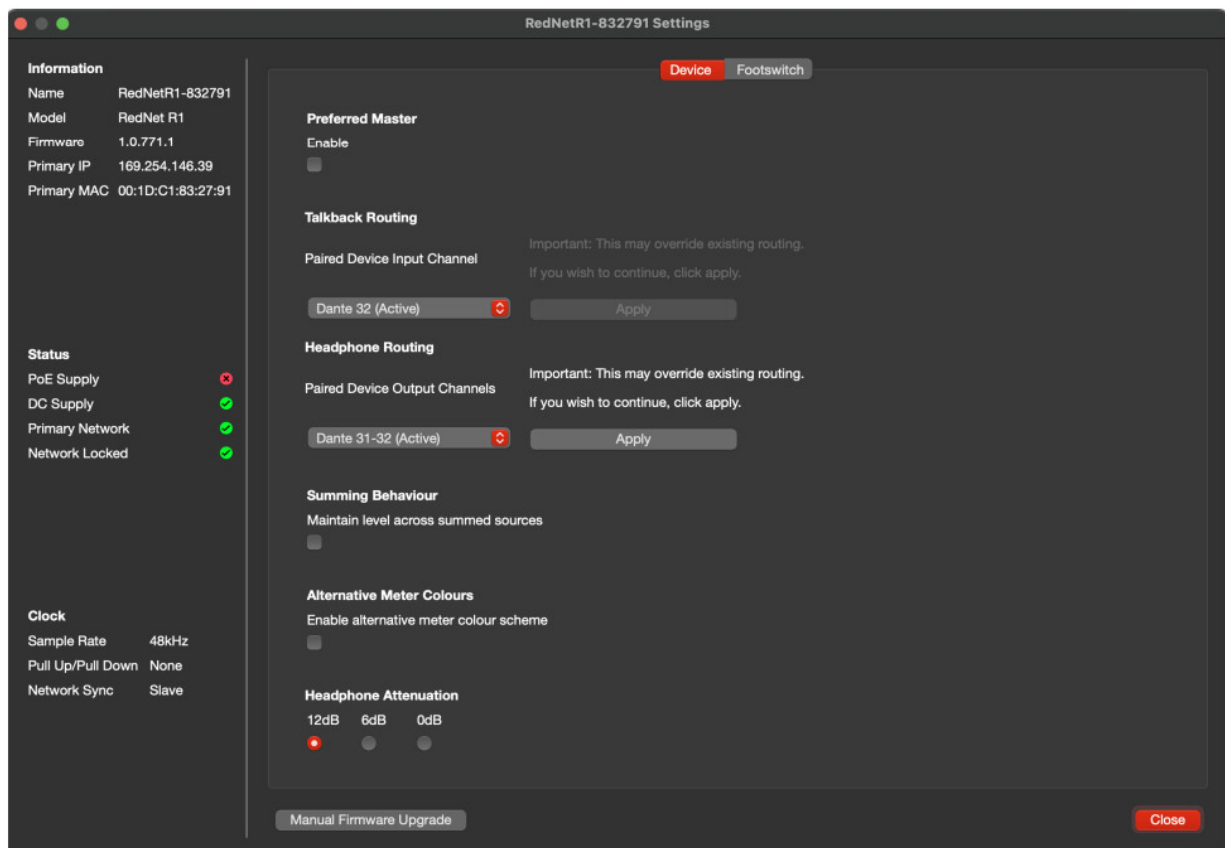 RedNetR1-832791 Settings
Information
Name RedNetR1-832791
Model RedNet R1
Firmware 1.0.771.1
Primary IP 169.254.146.39
Primary MAC 00:1D:C1:83:27:91
Status
PoE Supply
DC Supply
Primary Network
Network Locked
Clock
Sample Rate 48kHz
Pull Up/Pull Down None
Network Sync Slave
Device Footswitch
Preferred Master
Enable
Talkback Routing
Paired Device Input Channel
Important: This may override existing routing.
If you wish to continue, click apply.
Dante 32 (Active) Apply
Headphone Routing
Paired Device Output Channels
Important: This may override existing routing.
If you wish to continue, click apply.
Dante 31-32 (Active) Apply
Summing Behaviour
Maintain level across summed sources
Alternative Meter Colours
Enable alternative meter colour scheme
Headphone Attenuation
12dB 6dB 0dB
Manual Firmware Upgrade Close